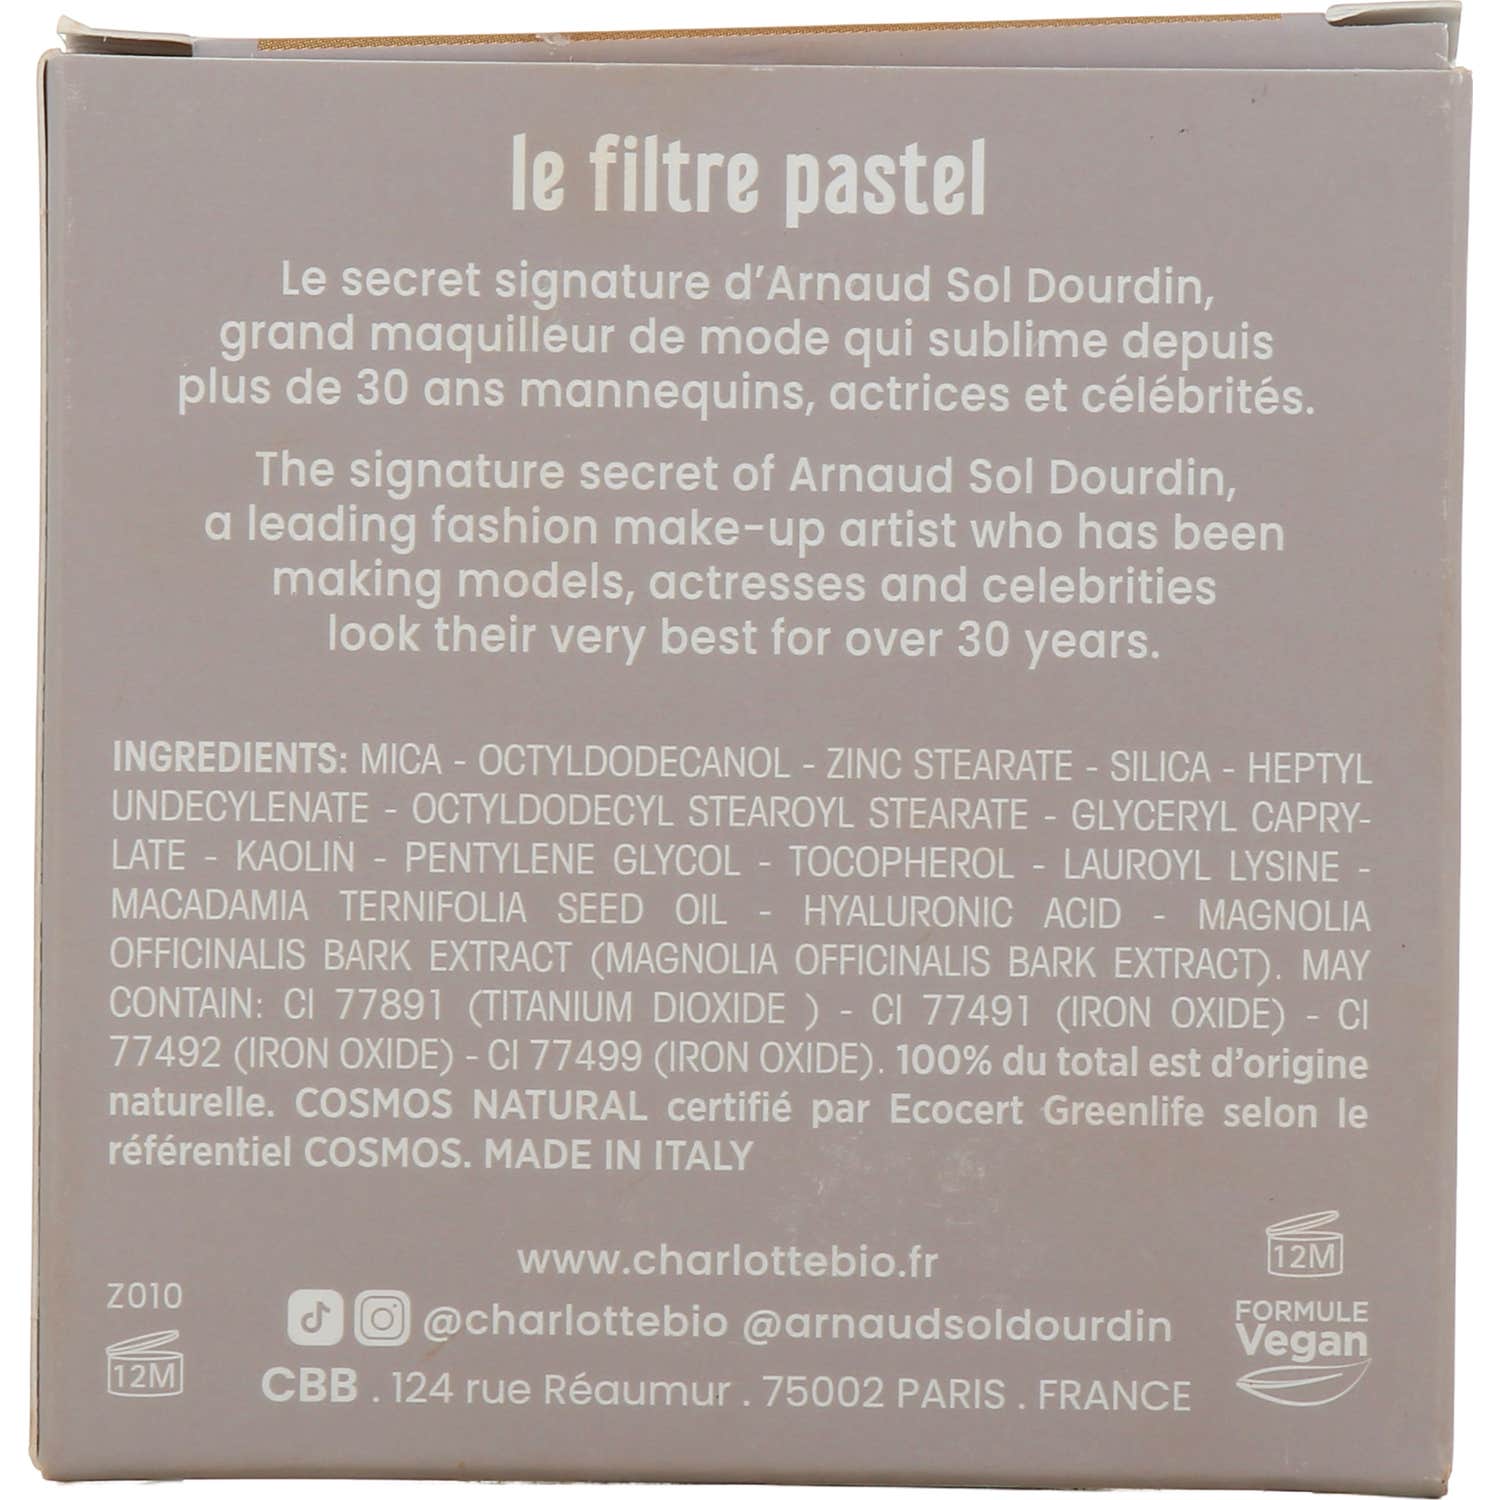 le filtre pastel
Le secret signature d'Arnaud Sol Dourdin,
grand maquilleur de mode qui sublime depuis
plus de 30 ans mannequins, actrices et célébrités.
The signature secret of Arnaud Sol Dourdin,
a leading fashion make-up artist who has been
making models, actresses and celebrities
look their very best for over 30 years.
INGREDIENTS: MICA - OCTYLDODECANOL - ZINC STEARATE - SILICA - HEPTYL
UNDECYLENATE - OCTYLDODECYL STEAROYL STEARATE - GLYCERYL CAPRY-
LATE - KAOLIN - PENTYLENE GLYCOL - TOCOPHEROL - LAUROYL LYSINE -
MACADAMIA TERNIFOLIA SEED OIL - HYALURONIC ACID - MAGNOLIA
OFFICINALIS BARK EXTRACT (MAGNOLIA OFFICINALIS BARK EXTRACT). MAY
CONTAIN: CI 77891 (TITANIUM DIOXIDE ) - CI 77491 (IRON OXIDE) - CI
77492 (IRON OXIDE) - CI 77499 (IRON OXIDE). 100% du total est d'origine
naturelle. COSMOS NATURAL certifié par Ecocert Greenlife selon le
référentiel COSMOS. MADE IN ITALY
www.charlottebio.fr
12M
Z010
@charlottebio @arnaudsoldourdin
FORMULE
Vegan
12M
CBB . 124 rue Réaumur . 75002 PARIS . FRANCE